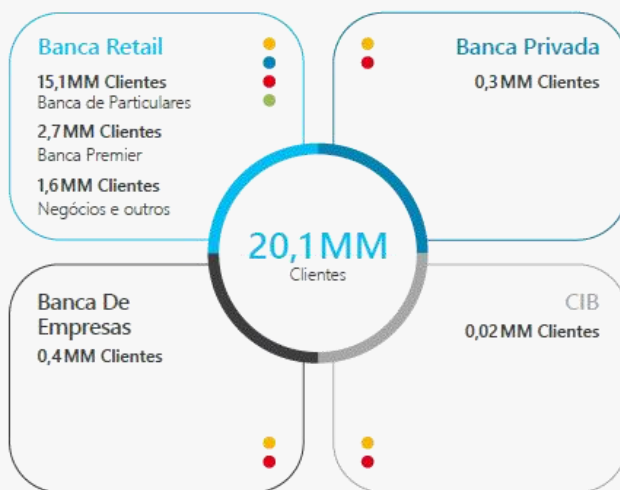 Banca Retail
15,1MM Clientes
Banca de Particulares
2,7MM Clientes
Banca Premier
1,6MM Clientes
Negócios e outros
Banca Privada
0,3MM Clientes
20,1MM
Clientes
Banca De
Empresas
0,4MM Clientes
CIB
0,02MM Clientes